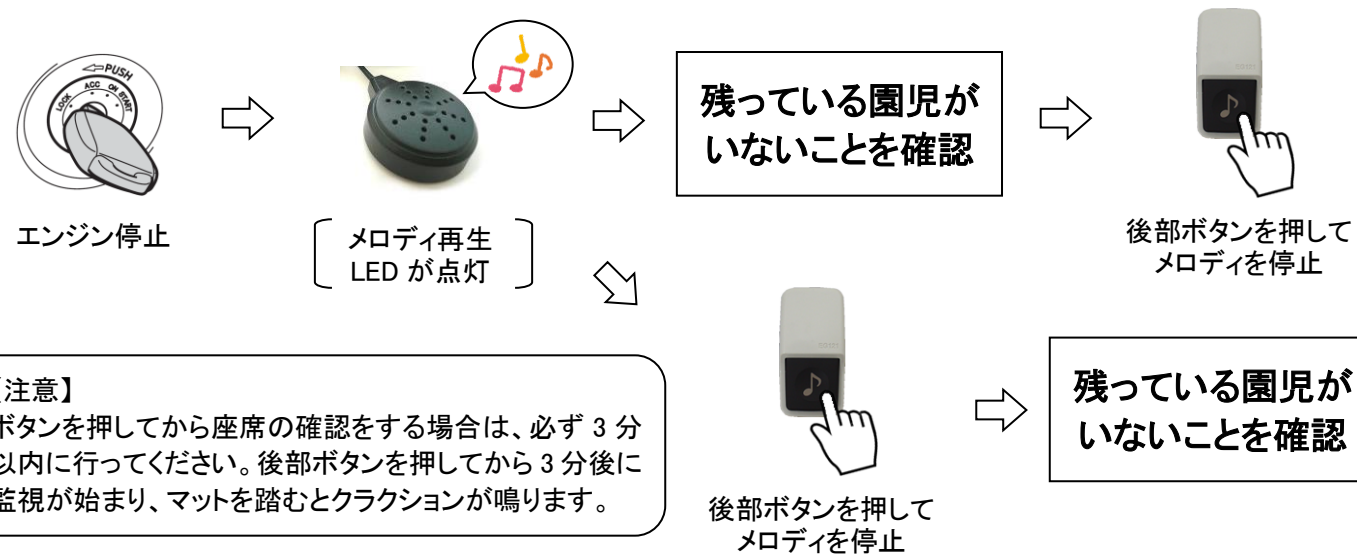 PUSH
LOCK ACC ON START
エンジン停止
メロディ再生
LED が点灯
残っている園児が
いないことを確認
後部ボタンを押して
メロディを停止
後部ボタンを押して
メロディを停止
残っている園児が
いないことを確認
【注意】
ボタンを押してから座席の確認をする場合は、必ず 3 分
以内に行ってください。後部ボタンを押してから 3 分後に
監視が始まり、マットを踏むとクラクションが鳴ります。